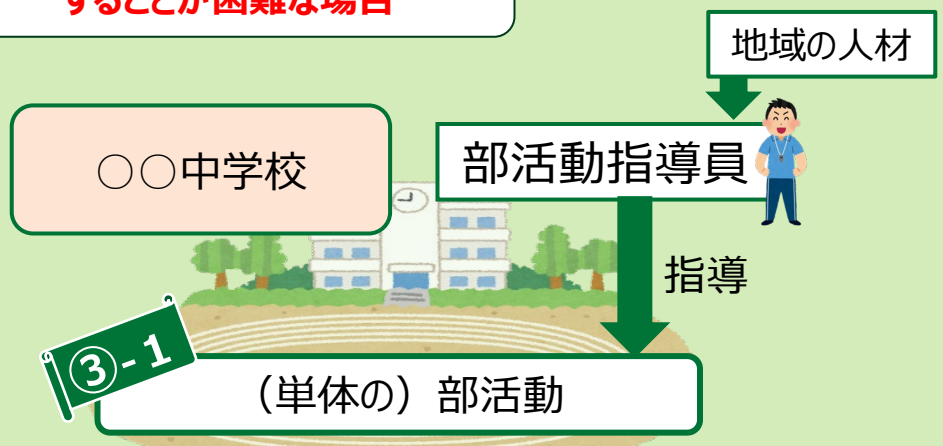 することが困難な場合
地域の人材
○○中学校
部活動指導員
指導
③-1
（単体の）部活動